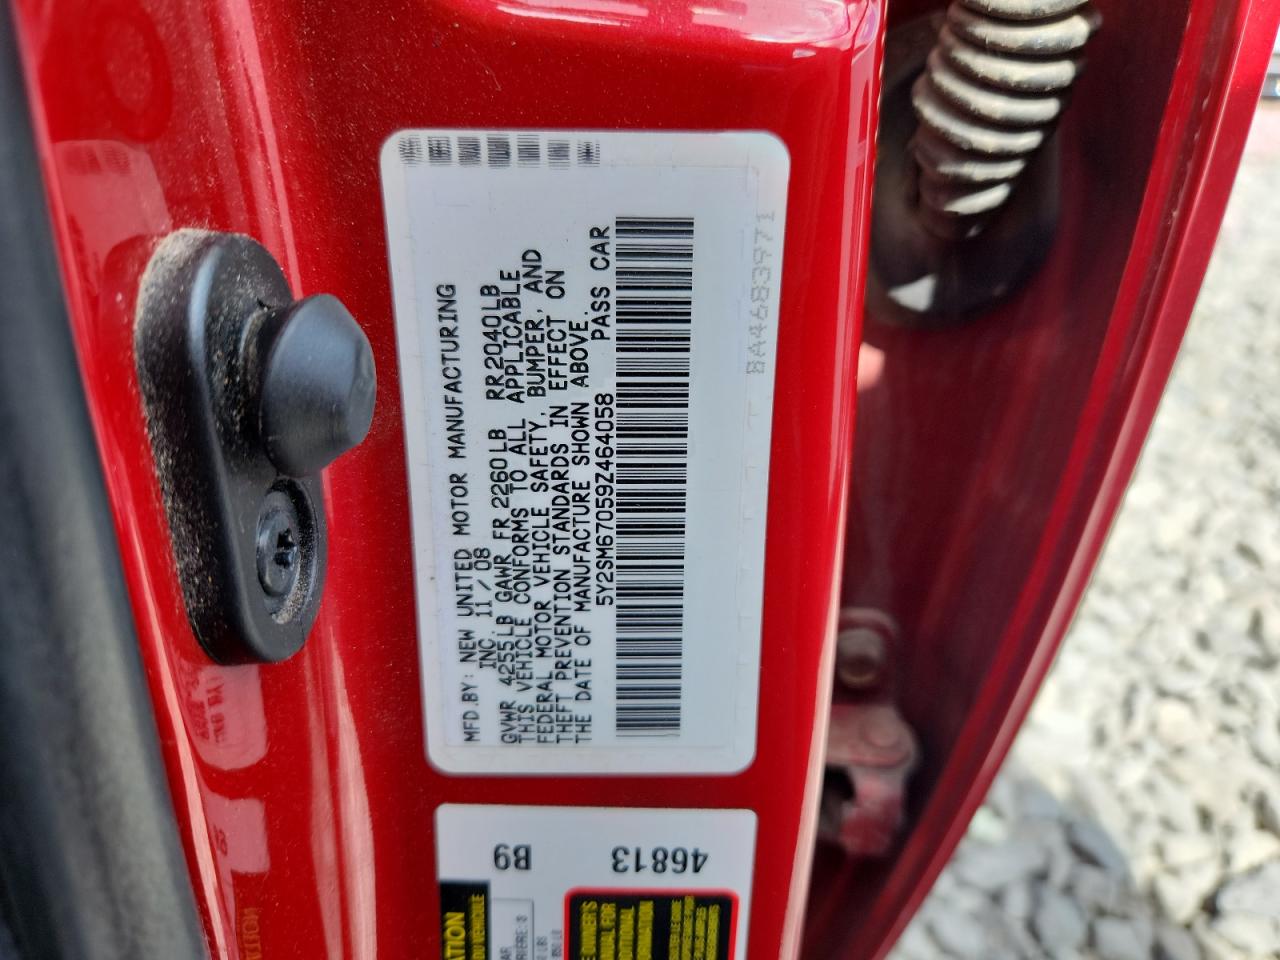 MFD.BY: NEW UNITED MOTOR MANUFACTURING
INC. 11/08
GVWR 4255LB GAWR FR 2260LB RR2040LB
THIS VEHICLE CONFORMS TO ALL APPLICABLE
FEDERAL MOTOR VEHICLE SAFETY, BUMPER, AND
THEFT PREVENTION STANDARDS IN EFFECT ON
THE DATE OF MANUFACTURE SHOWN ABOVE.
5Y2SM67059Z464058 PASS CAR
8A4683971
B9
46813